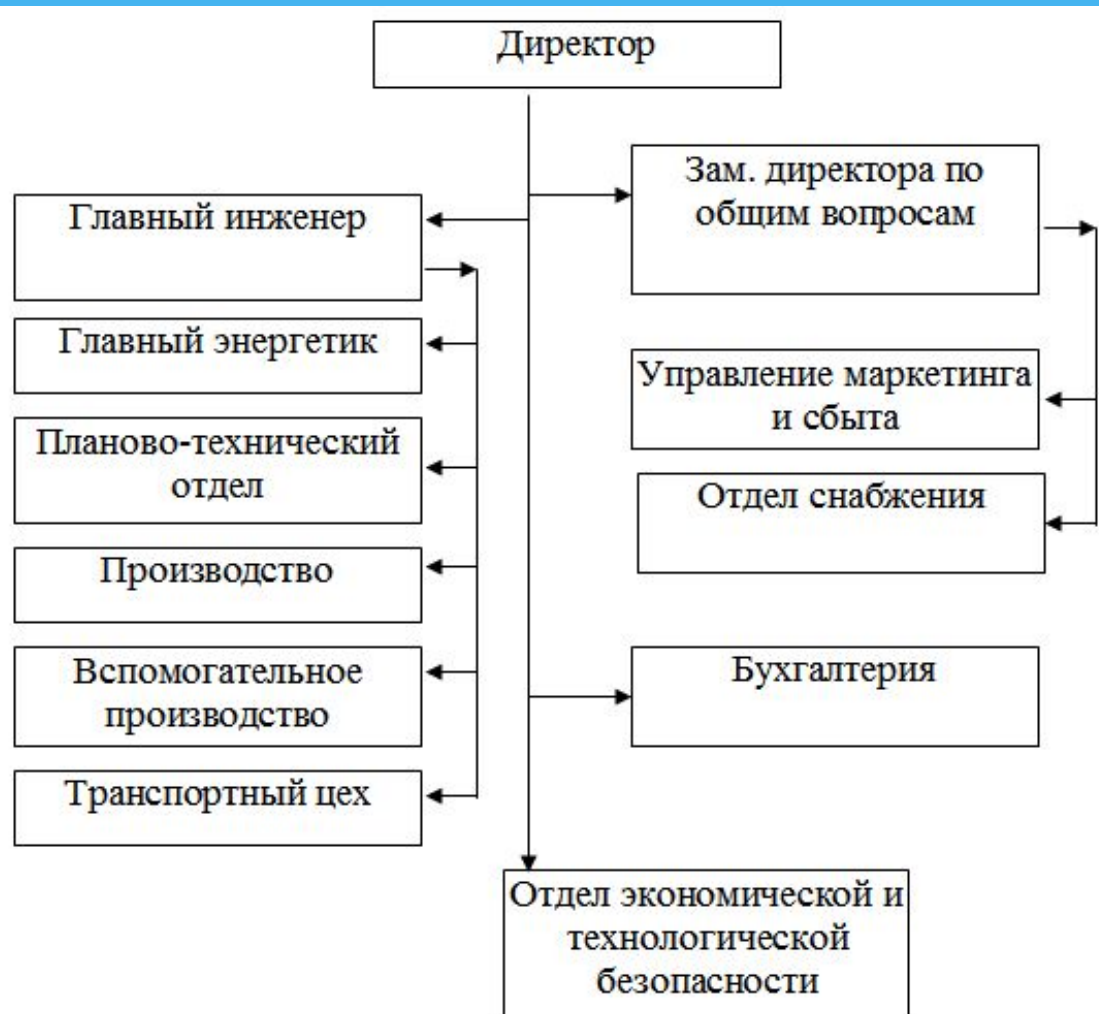 Директор
Зам. директора по
общим вопросам
Главный инженер
Главный энергетик
Управление маркетинга
и сбыта
Планово-технический
отдел
Отдел снабжения
Производство
Вспомогательное
производство
Бухгалтерия
Транспортный цех
Отдел экономической и
технологической
безопасности